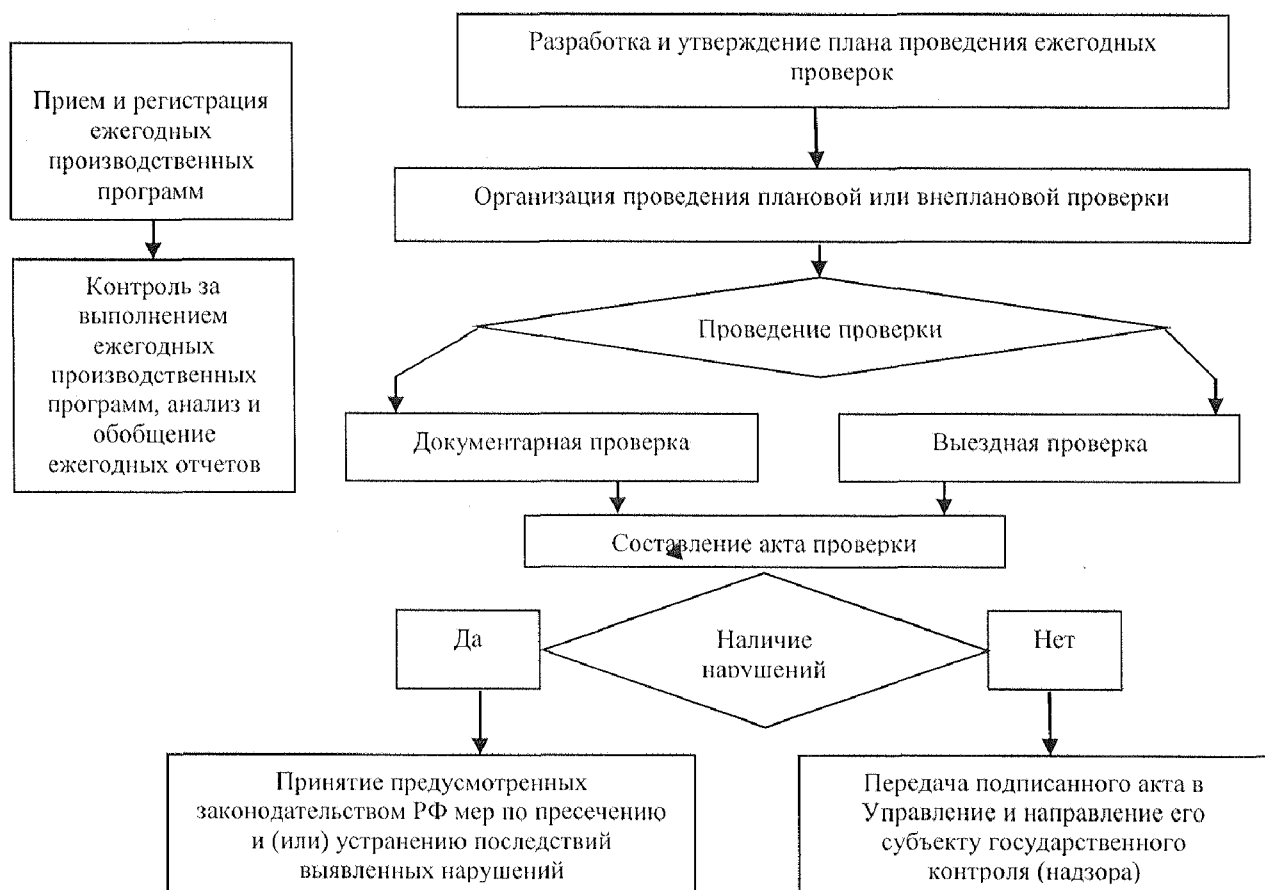 Разработка и утверждение плана проведения ежегодных
проверок
Прием и регистрация
ежегодных
производственных
программ
Организация проведения плановой или внеплановой проверки
Контроль за
выполнением
ежегодных
производственных
программ, анализ и
обобщение
ежегодных отчетов
Проведение проверки
Документарная проверка
Выездная проверка
Составление акта проверки
Да
Наличие
нарушений
Нет
Принятие предусмотренных
законодательством РФ мер по пресечению
и (или) устранению последствий
выявленных нарушений
Передача подписанного акта в
Управление и направление его
субъекту государственного
контроля (надзора)